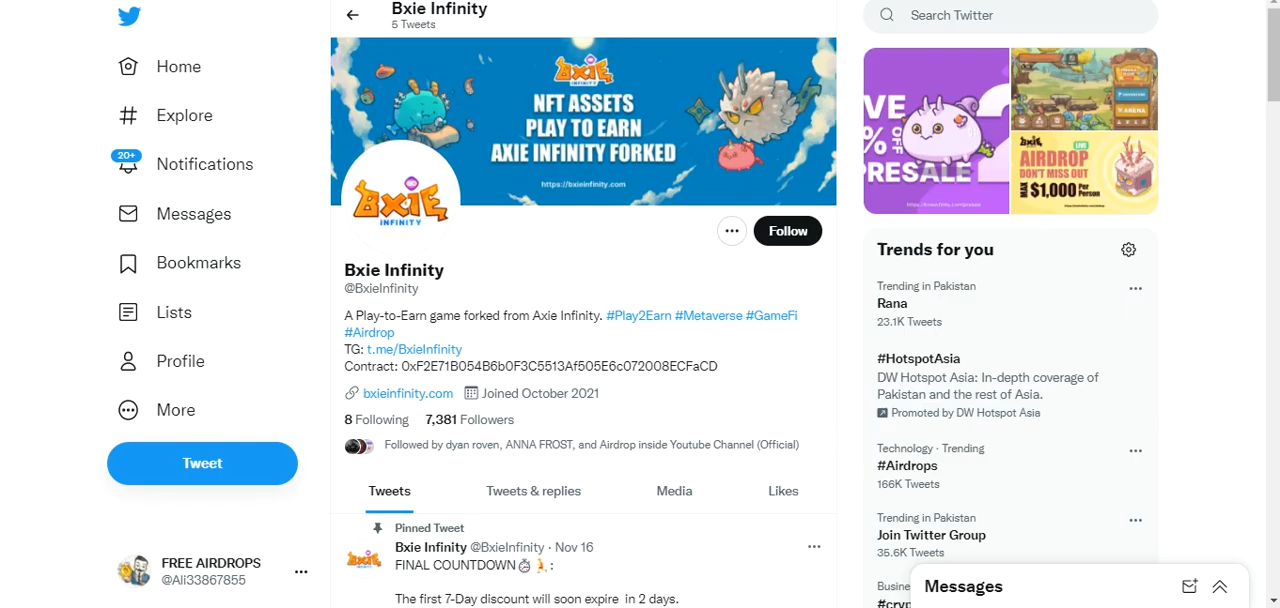 Bxie Infinity
5 Tweets
Search Twitter
Home
Explore
20+
Notifications
Messages
Bookmarks
Lists
Profile
More
Tweet
FREE AIRDROPS
@Ali33867855
BXIE
INFINITY
NFT ASSETS
PLAY TO EARN
AXIE INFINITY FORKED
https://bxieinfinity.com
BXIE
INFINITY
Follow
Bxie Infinity
@BxieInfinity
A Play-to-Earn game forked from Axie Infinity. #Play2Earn #Metaverse #GameFi
#Airdrop
TG: t.me/BxieInfinity
Contract: 0xF2E71B054B6b0F3C5513Af505E6c072008ECFaCD
bxieinfinity.com Joined October 2021
8 Following 7,381 Followers
Followed by dyan roven, ANNA FROST, and Airdrop inside Youtube Channel (Official)
Tweets Tweets & replies Media Likes
Pinned Tweet
Bxie Infinity @BxieInfinity · Nov 16
FINAL COUNTDOWN⏱🏃:
The first 7-Day discount will soon expire in 2 days.
PRESALE
BXIE
LIVE
AIRDROP
DON'T MISS OUT
MAX $1,000 Per
Person
Trends for you
Trending in Pakistan
Rana
23.1K Tweets
#HotspotAsia
DW Hotspot Asia: In-depth coverage of
Pakistan and the rest of Asia.
Promoted by DW Hotspot Asia
Technology · Trending
#Airdrops
166K Tweets
Trending in Pakistan
Join Twitter Group
35.6K Tweets
Messages